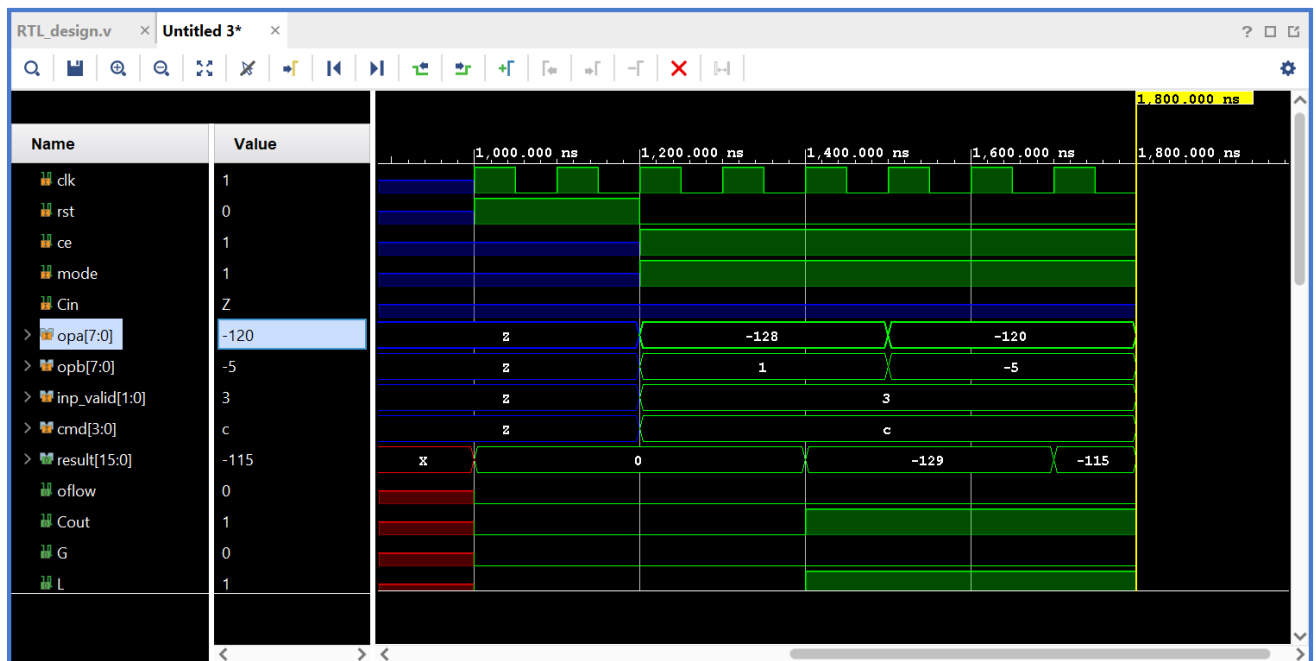 RTL_design.v × Untitled 3* ×
?
1,800.000 ns
Name Value
1,000.000 ns 1,200.000 ns 1,400.000 ns 1,600.000 ns 1,800.000 ns
clk 1
rst 0
ce 1
mode 1
Cin Z
opa[7:0] -120 z -128 -120
opb[7:0] -5 z 1 -5
inp_valid[1:0] 3 z 3
cmd[3:0] c z c
result[15:0] -115 X 0 -129 -115
oflow 0
Cout 1
G 0
L 1